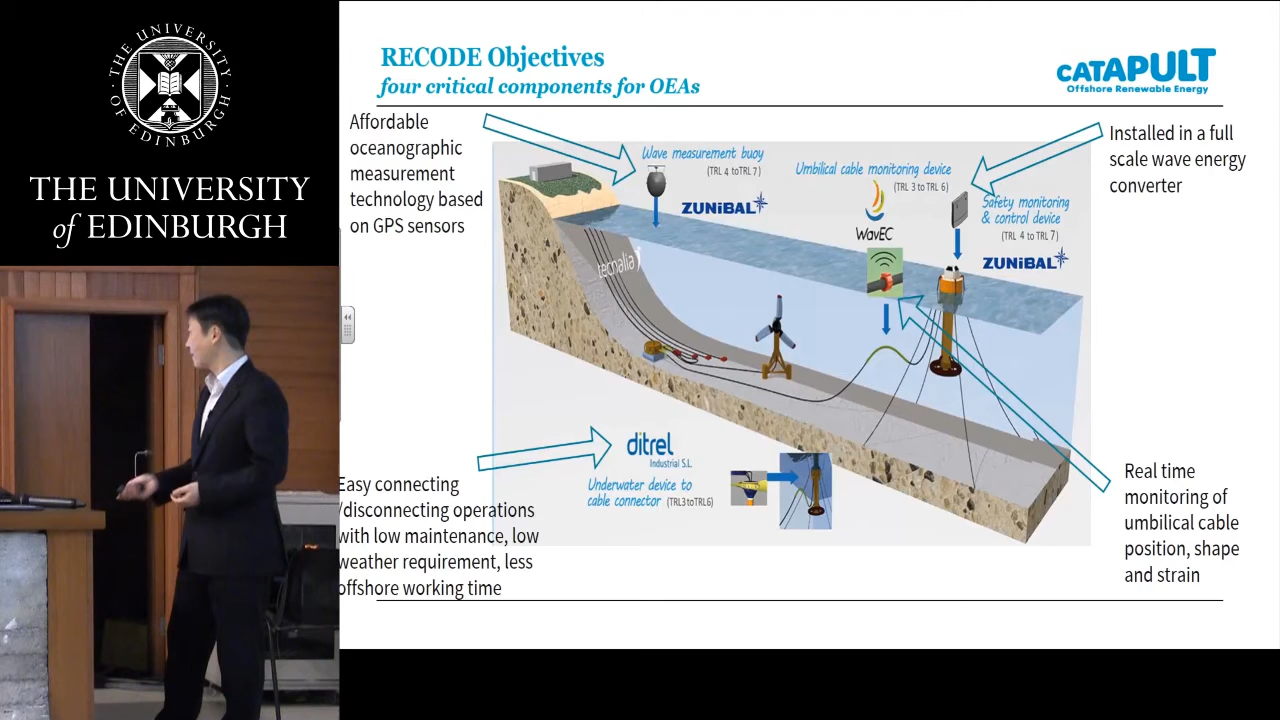 THE UNIVERSITY OF EDINBURGH
THE UNIVERSITY
of EDINBURGH
RECODE Objectives
four critical components for OEAs
CATAPULT
Offshore Renewable Energy
Affordable
oceanographic
measurement
technology based
on GPS sensors
Wave measurement buoy
(TRL 4 to TRL 7)
ZUNIBAL
Umbilical cable monitoring device
(TRL 3 to TRL 6)
WavEC
Safety monitoring
& control device
(TRL 4 to TRL 7)
ZUNIBAL
Installed in a full
scale wave energy
converter
tecnalia
ditrel
Industrial S.L.
Underwater device to
cable connector (TRL3 to TRL6)
Easy connecting
/disconnecting operations
with low maintenance, low
weather requirement, less
offshore working time
Real time
monitoring of
umbilical cable
position, shape
and strain